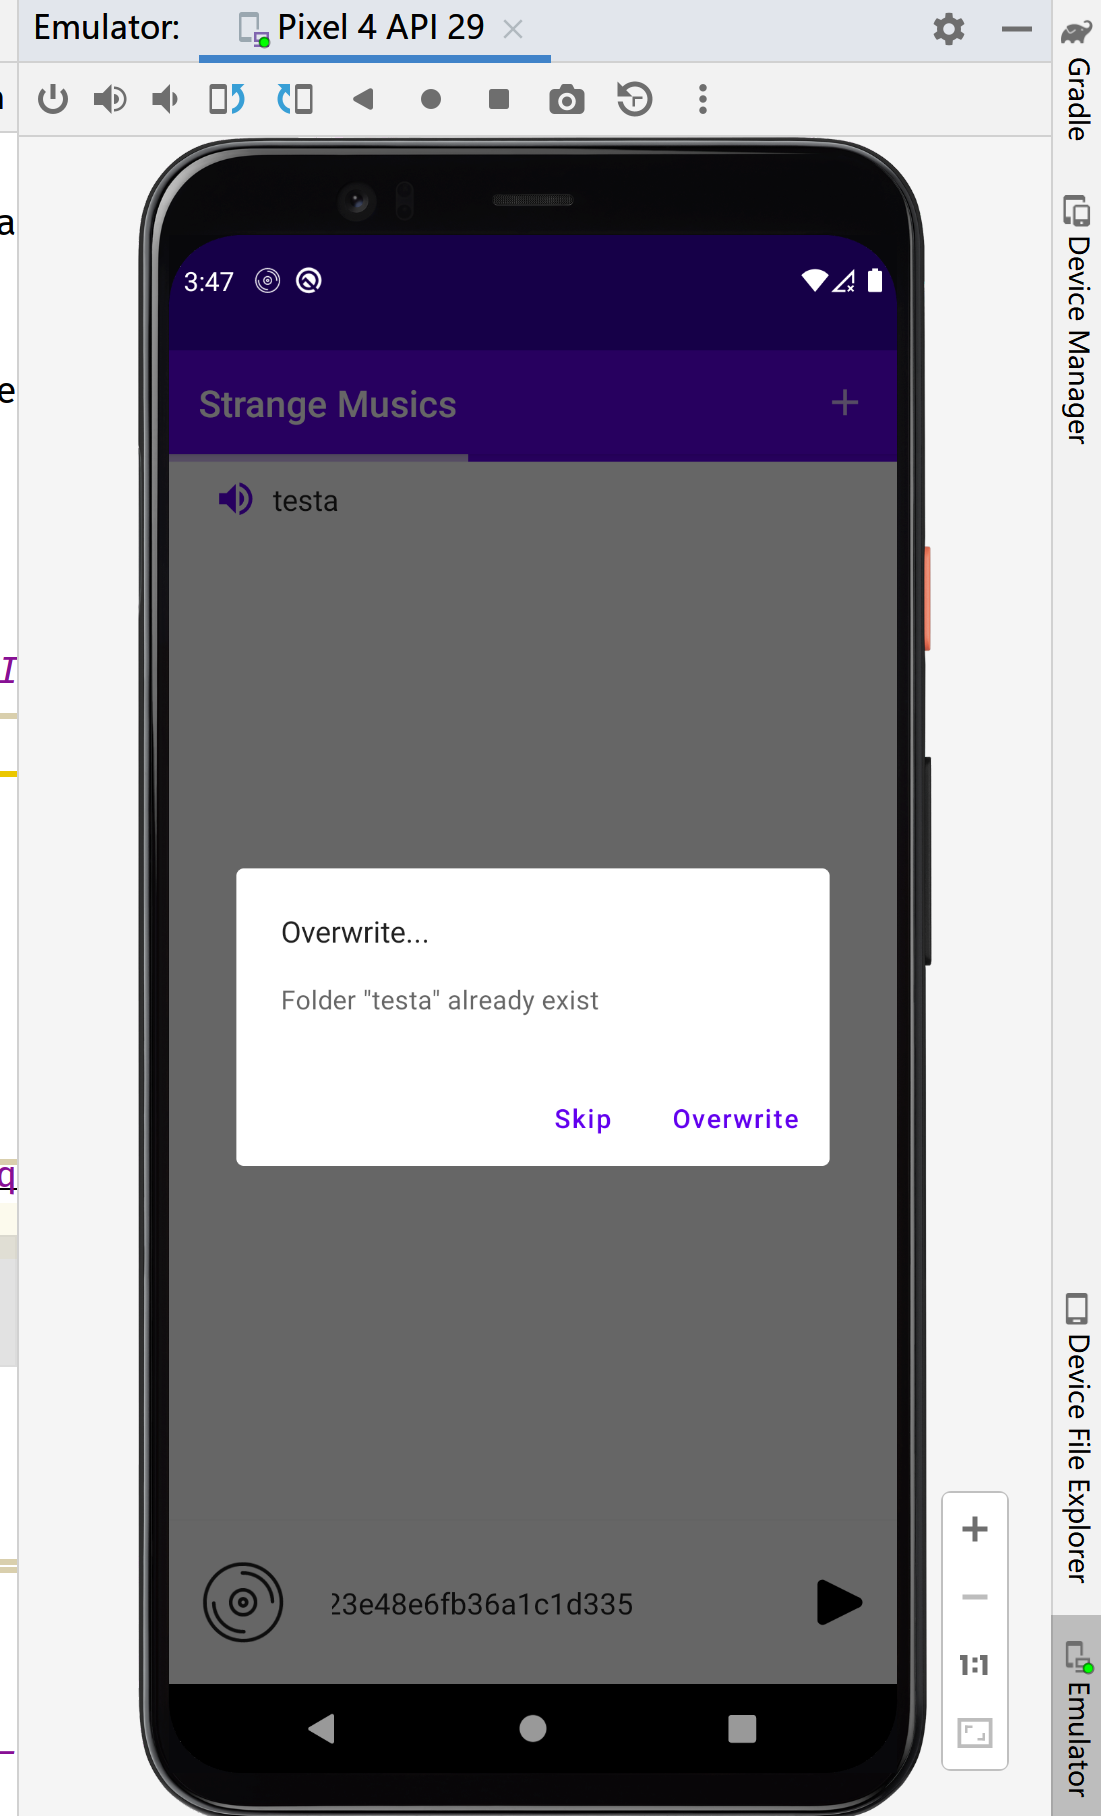 Emulator:
Pixel 4 API 29
Gradle
Device Manager
a
e
I
q
3:47
Strange Musics
testa
Overwrite...
Folder "testa" already exist
Skip
Overwrite
23e48e6fb36a1c1d335
1:1
Device File Explorer
Emulator